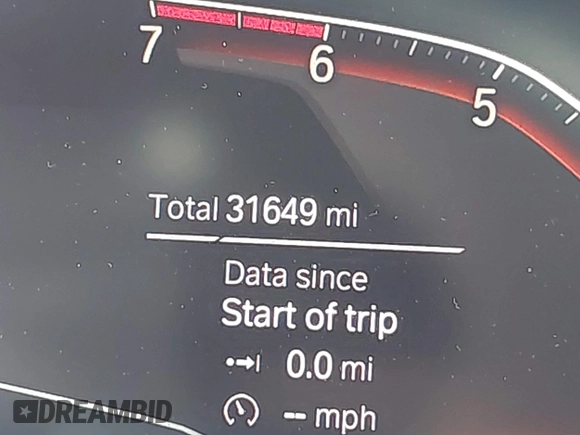 7
6
5
Total 31649 mi
Data since
Start of trip
0.0 mi
-- mph
DREAMBID